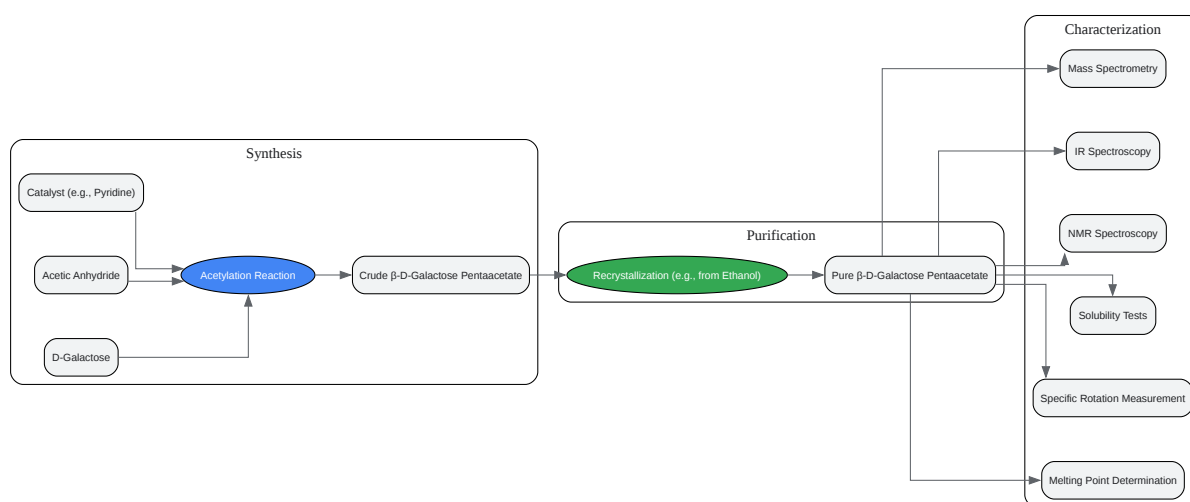 Synthesis
Catalyst (e.g., Pyridine)
Acetic Anhydride
D-Galactose
Acetylation Reaction
Crude β-D-Galactose Pentaacetate
Purification
Recrystallization (e.g., from Ethanol)
Pure β-D-Galactose Pentaacetate
Characterization
Mass Spectrometry
IR Spectroscopy
NMR Spectroscopy
Solubility Tests
Specific Rotation Measurement
Melting Point Determination